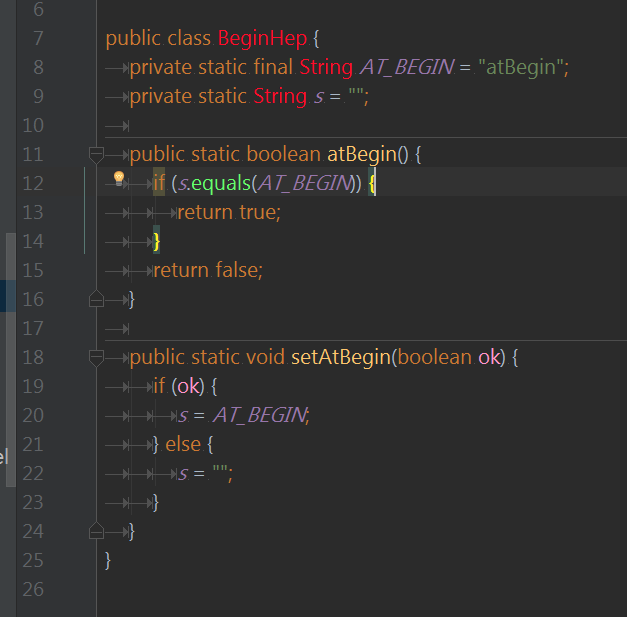 6
7 public class BeginHep {
8 private static final String AT_BEGIN = "atBegin";
9 private static String s = "";
10
11 public static boolean atBegin() {
12 if (s.equals(AT_BEGIN)) {
13 return true;
14 }
15 return false;
16 }
17
18 public static void setAtBegin(boolean ok) {
19 if (ok) {
20 s = AT_BEGIN;
21 } else {
22 s = "";
23 }
24 }
25 }
26
el